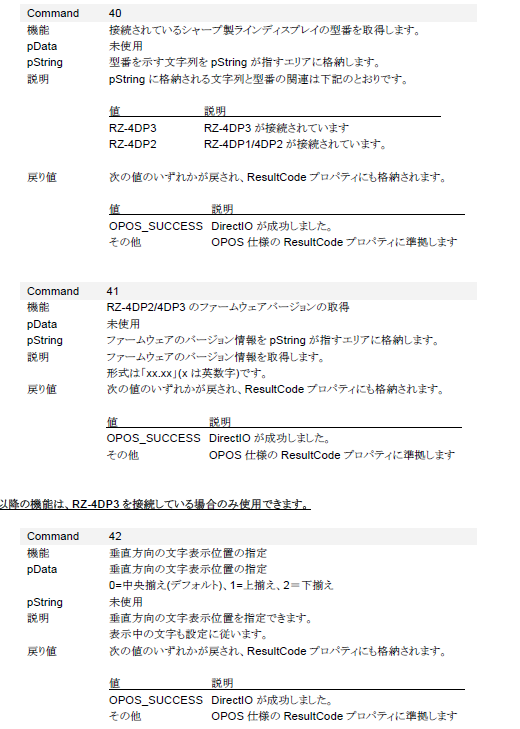 Command 40
機能 接続されているシャープ製ラインディスプレイの型番を取得します。
pData 未使用
pString 型番を示す文字列を pString が指すエリアに格納します。
説明 pString に格納される文字列と型番の関連は下記のとおりです。
値 説明
RZ-4DP3 RZ-4DP3 が接続されています
RZ-4DP2 RZ-4DP1/4DP2 が接続されています。
戻り値 次の値のいずれかが戻され、ResultCode プロパティにも格納されます。
値 説明
OPOS_SUCCESS DirectIO が成功しました。
その他 OPOS 仕様の ResultCode プロパティに準拠します
Command 41
機能 RZ-4DP2/4DP3 のファームウェアバージョンの取得
pData 未使用
pString ファームウェアのバージョン情報を pString が指すエリアに格納します。
説明 ファームウェアのバージョン情報を取得します。
形式は「xx.xx」(x は英数字)です。
戻り値 次の値のいずれかが戻され、ResultCode プロパティにも格納されます。
値 説明
OPOS_SUCCESS DirectIO が成功しました。
その他 OPOS 仕様の ResultCode プロパティに準拠します
以降の機能は、RZ-4DP3 を接続している場合のみ使用できます。
Command 42
機能 垂直方向の文字表示位置の指定
pData 垂直方向の文字表示位置の指定
0=中央揃え(デフォルト)、1=上揃え、2＝下揃え
pString 未使用
説明 垂直方向の文字表示位置を指定できます。
表示中の文字も設定に従います。
戻り値 次の値のいずれかが戻され、ResultCode プロパティにも格納されます。
値 説明
OPOS_SUCCESS DirectIO が成功しました。
その他 OPOS 仕様の ResultCode プロパティに準拠します